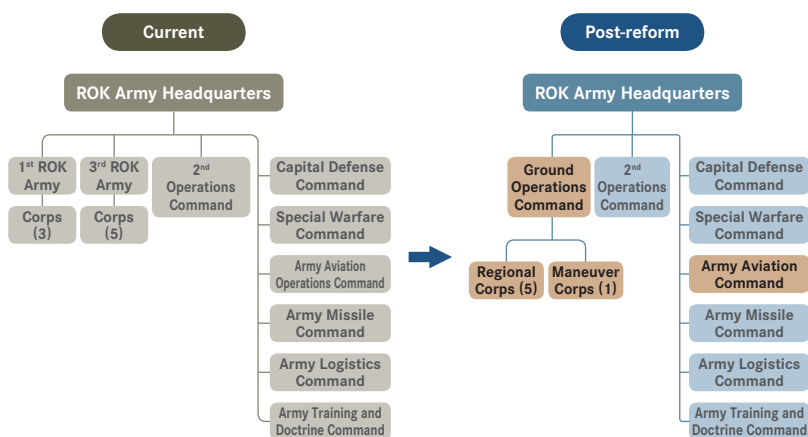 Current
ROK Army Headquarters
1st ROK
Army
Corps
(3)
3rd ROK
Army
Corps
(5)
2nd
Operations
Command
Capital Defense
Command
Special Warfare
Command
Army Aviation
Operations Command
Army Missile
Command
Army Logistics
Command
Army Training and
Doctrine Command
Post-reform
ROK Army Headquarters
Ground
Operations
Command
Regional
Corps (5)
Maneuver
Corps (1)
2nd
Operations
Command
Capital Defense
Command
Special Warfare
Command
Army Aviation
Command
Army Missile
Command
Army Logistics
Command
Army Training and
Doctrine Command